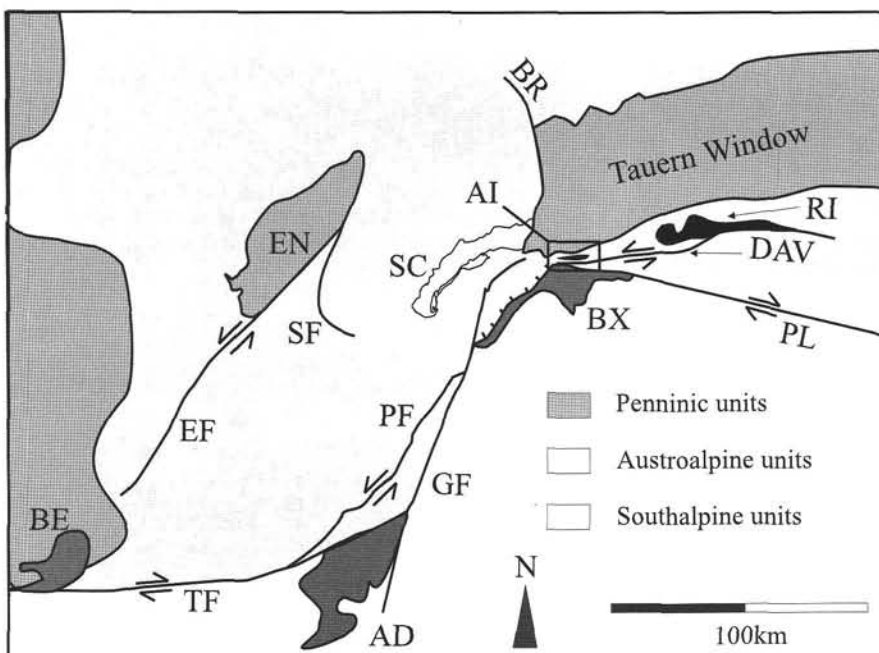 BR
Tauern Window
AI
RI
EN
SC
DAV
SF
BX
PL
EF
PF
GF
Penninic units
Austroalpine units
Southalpine units
BE
TF
AD
N
100km